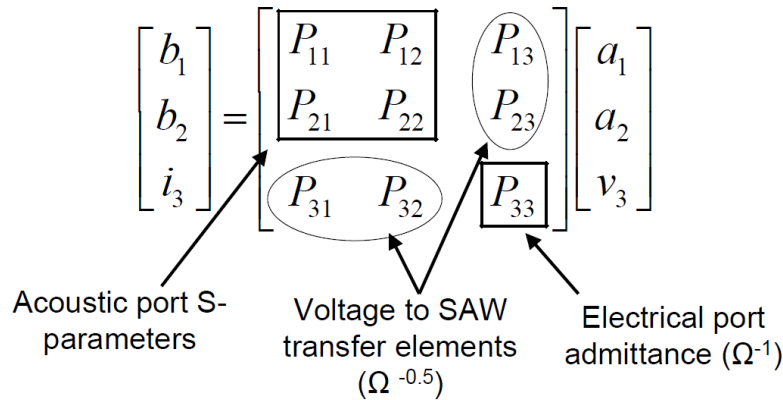 [b₁] = [P₁₁ P₁₂ P₁₃] [a₁]
[b₂] [P₂₁ P₂₂ P₂₃] [a₂]
[i₃] [P₃₁ P₃₂ P₃₃] [v₃]
Acoustic port S-
parameters
Voltage to SAW
transfer elements
(Ω ⁻⁰·⁵)
Electrical port
admittance (Ω⁻¹)